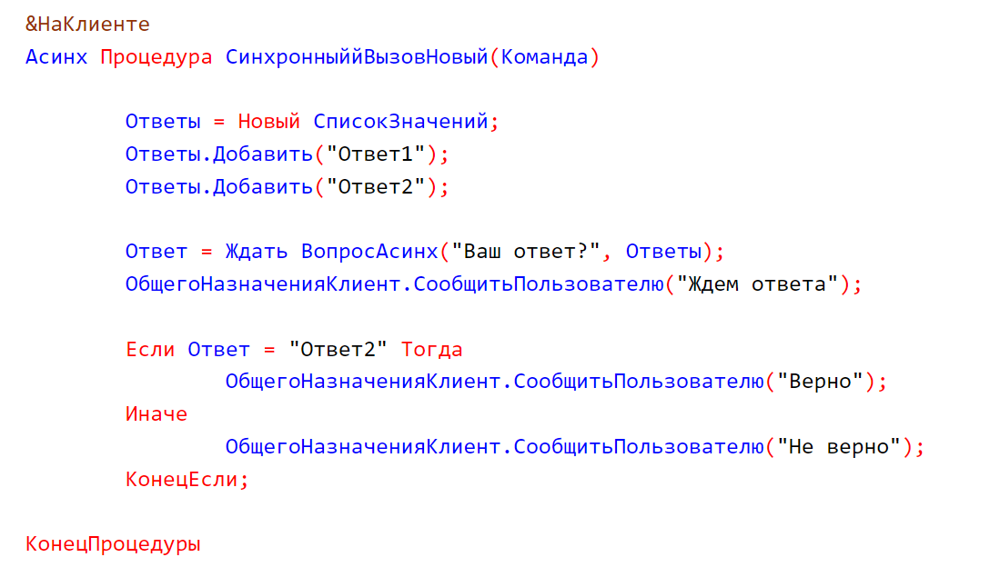 &НаКлиенте
Асинх Процедура СинхронныййВызовНовый(Команда)
Ответы = Новый СписокЗначений;
Ответы.Добавить("Ответ1");
Ответы.Добавить("Ответ2");
Ответ = Ждать ВопросАсинх("Ваш ответ?", Ответы);
ОбщегоНазначенияКлиент.СообщитьПользователю("Ждем ответа");
Если Ответ = "Ответ2" Тогда
ОбщегоНазначенияКлиент.СообщитьПользователю("Верно");
Иначе
ОбщегоНазначенияКлиент.СообщитьПользователю("Не верно");
КонецЕсли;
КонецПроцедуры